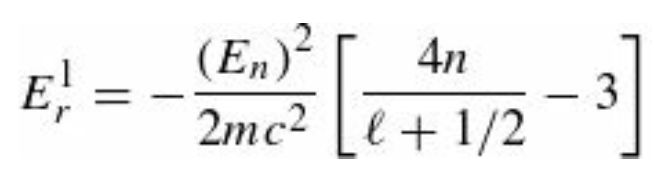 E_r^1 = -\frac{(E_n)^2}{2mc^2} \left[ \frac{4n}{\ell + 1/2} - 3 \right]